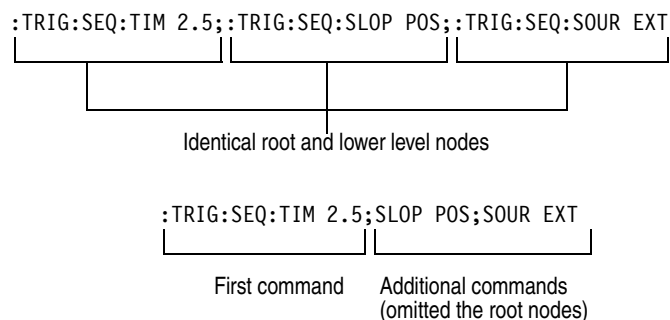 :TRIG:SEQ:TIM 2.5;:TRIG:SEQ:SLOP POS;:TRIG:SEQ:SOUR EXT
Identical root and lower level nodes
:TRIG:SEQ:TIM 2.5;SLOP POS;SOUR EXT
First command Additional commands
(omitted the root nodes)